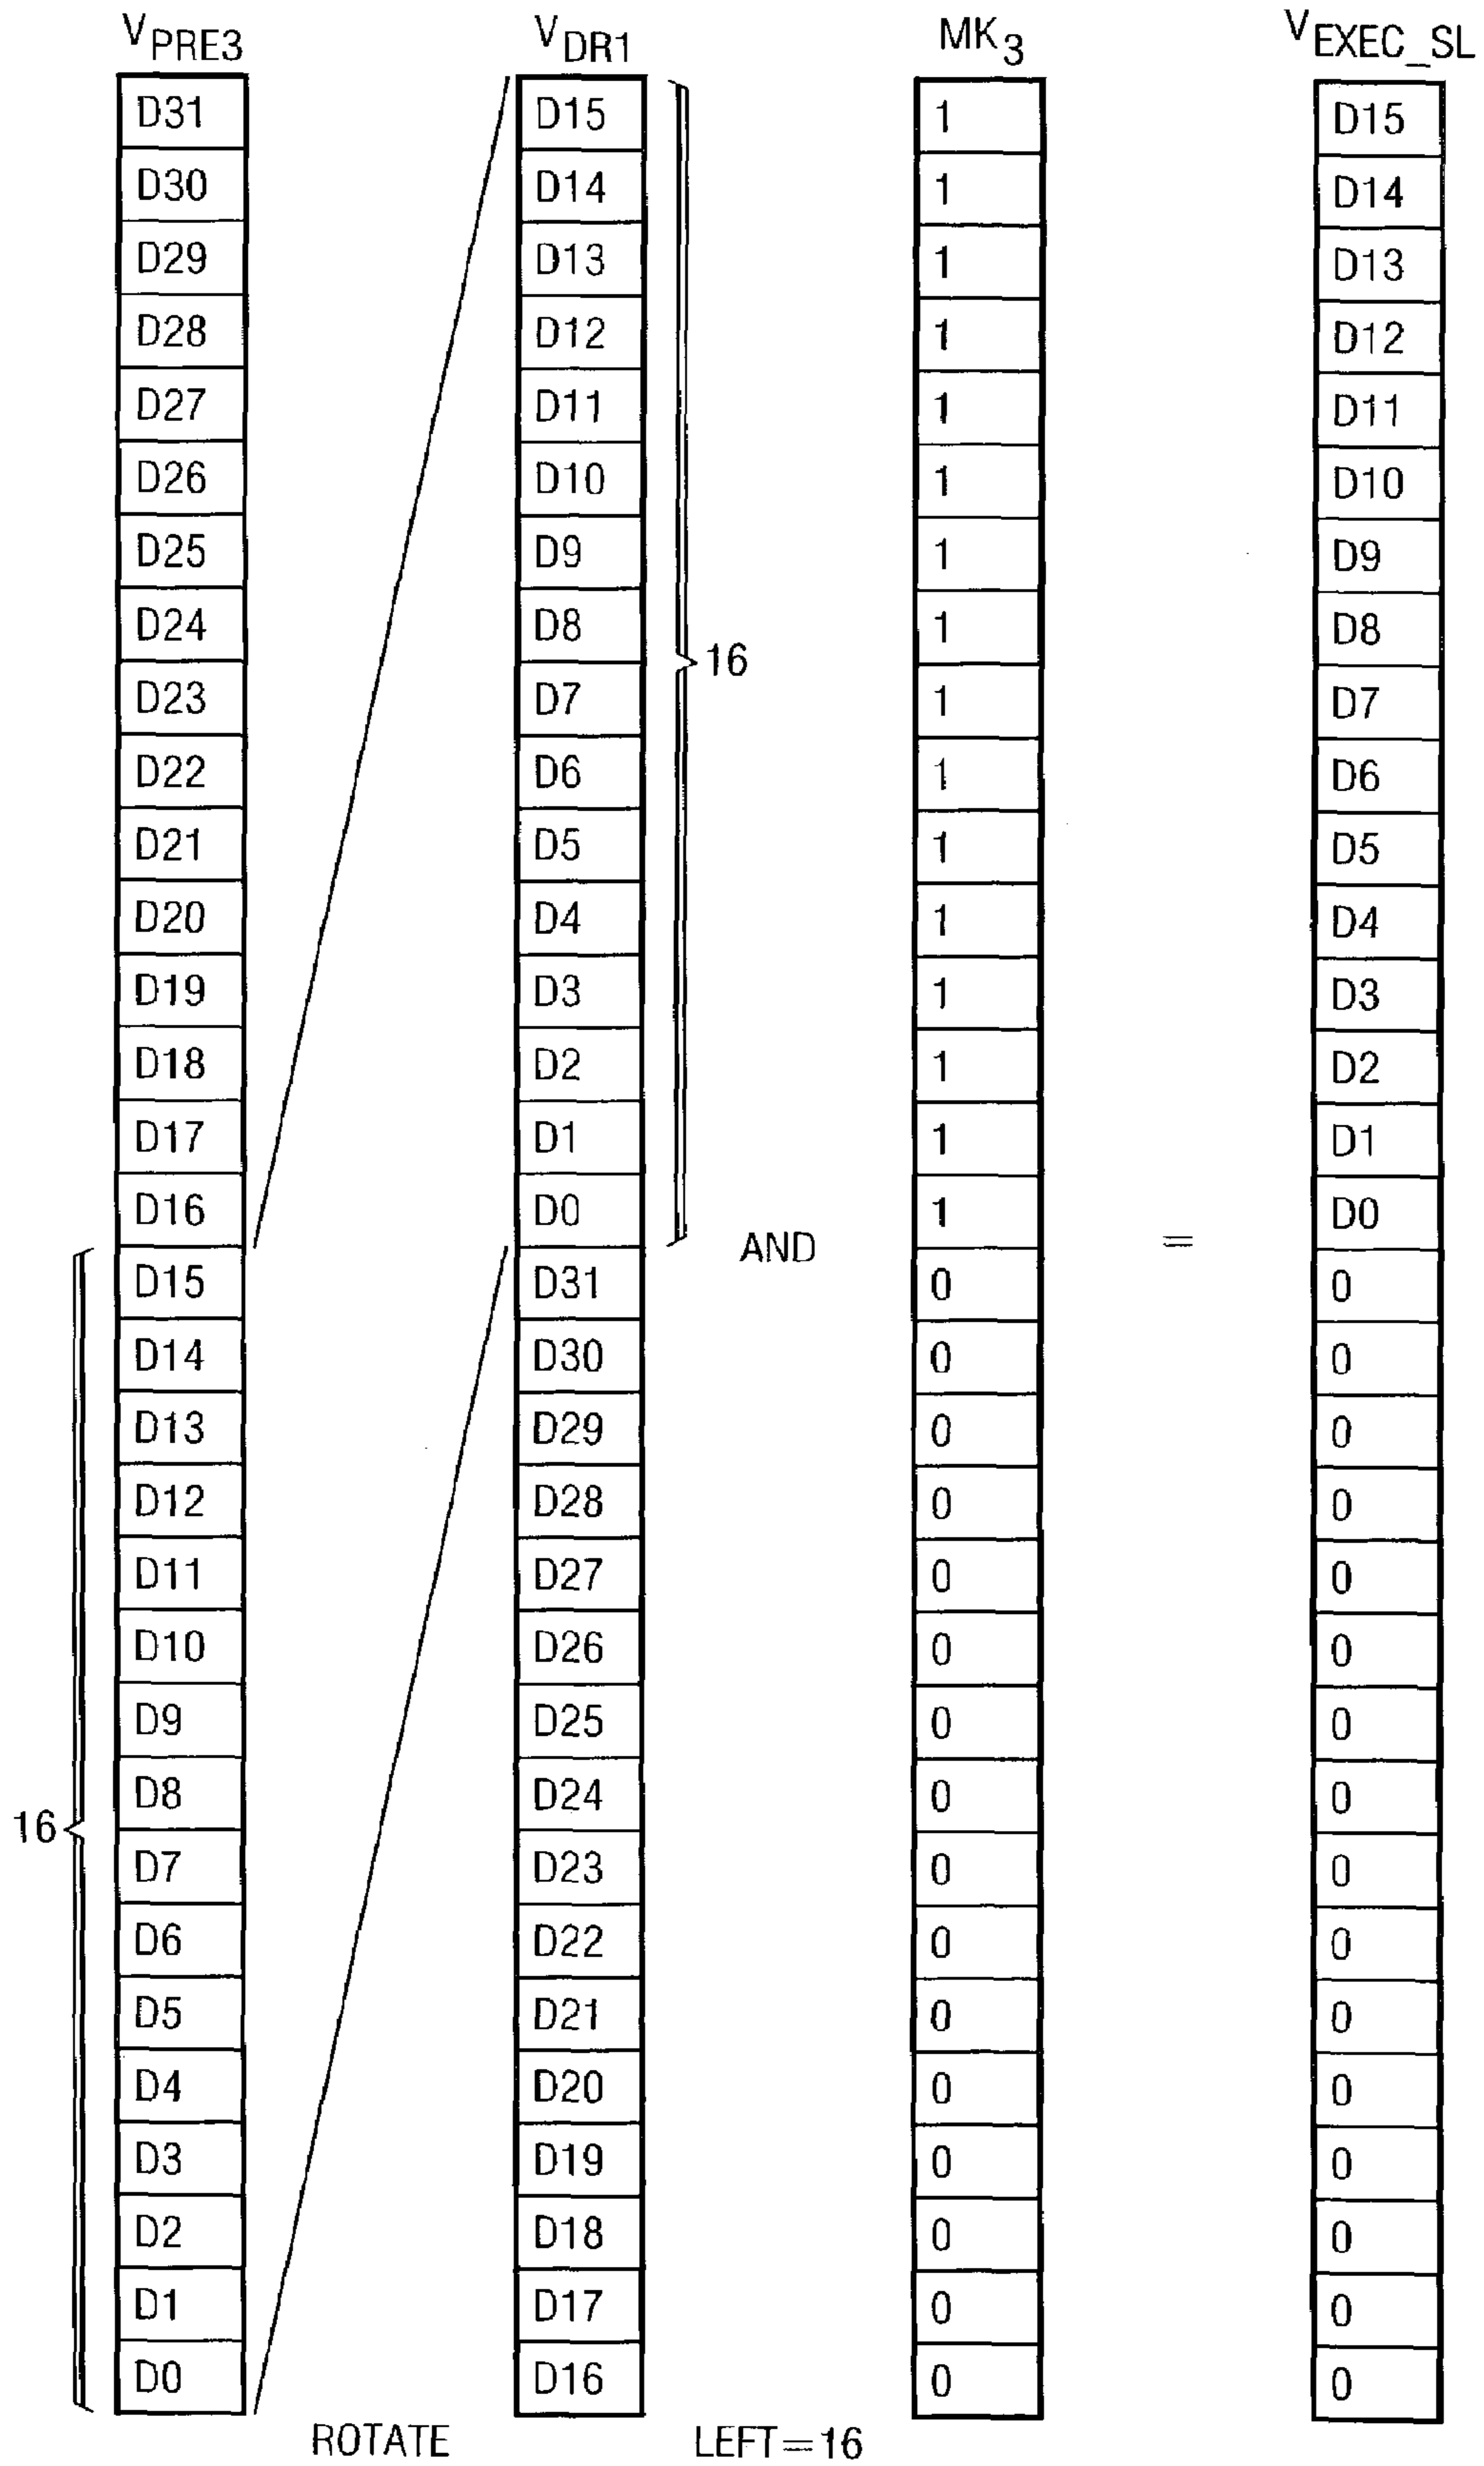 VPRE3 VDR1 MK3 VEXEC_SL
D31 D15 1 D15
D30 D14 1 D14
D29 D13 1 D13
D28 D12 1 D12
D27 D11 1 D11
D26 D10 1 D10
D25 D9 1 D9
D24 D8 1 D8
16
D23 D7 1 D7
D22 D6 1 D6
D21 D5 1 D5
D20 D4 1 D4
D19 D3 1 D3
D18 D2 1 D2
D17 D1 1 D1
D16 D0 1 D0
AND =
D15 D31 0 0
D14 D30 0 0
D13 D29 0 0
D12 D28 0 0
D11 D27 0 0
D10 D26 0 0
D9 D25 0 0
D8 D24 0 0
16
D7 D23 0 0
D6 D22 0 0
D5 D21 0 0
D4 D20 0 0
D3 D19 0 0
D2 D18 0 0
D1 D17 0 0
D0 D16 0 0
ROTATE LEFT=16